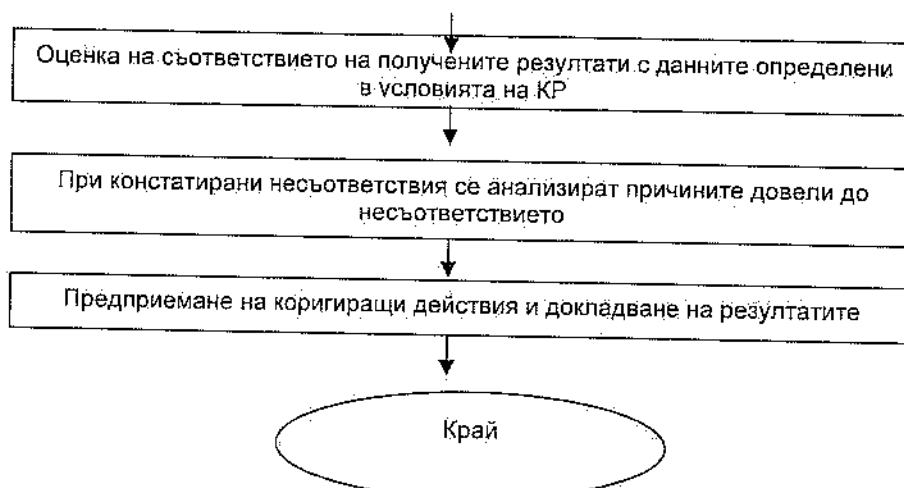 Оценка на съответствието на получените резултати с данните определени
в условията на КР
При констатирани несъответствия се анализират причините довели до
несъответствието
Предприемане на коригиращи действия и докладване на резултатите
Край